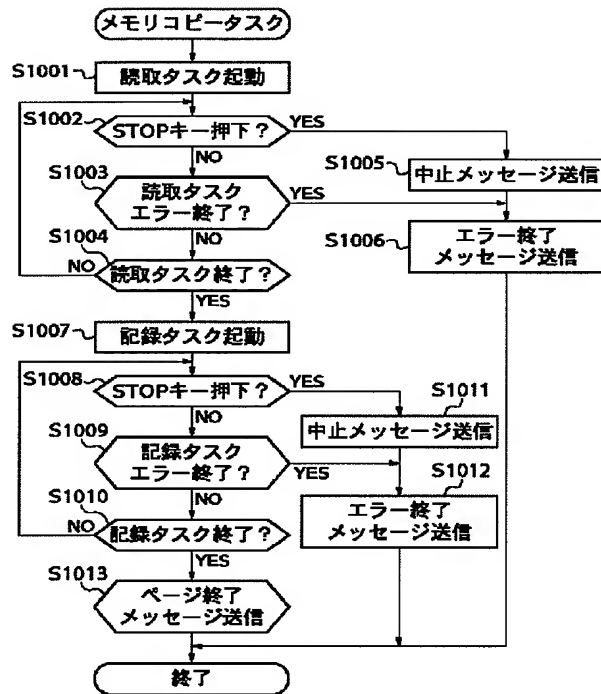 メモリコピータスク
S1001
読取タスク起動
S1002
STOPキー押下？
YES
NO
S1003
読取タスク
エラー終了？
YES
S1005
中止メッセージ送信
NO
S1004
S1006
エラー終了
メッセージ送信
NO
読取タスク終了？
YES
S1007
記録タスク起動
S1008
STOPキー押下？
YES
NO
S1011
中止メッセージ送信
S1009
記録タスク
エラー終了？
YES
S1012
エラー終了
メッセージ送信
NO
S1010
NO
記録タスク終了？
YES
S1013
ページ終了
メッセージ送信
終了